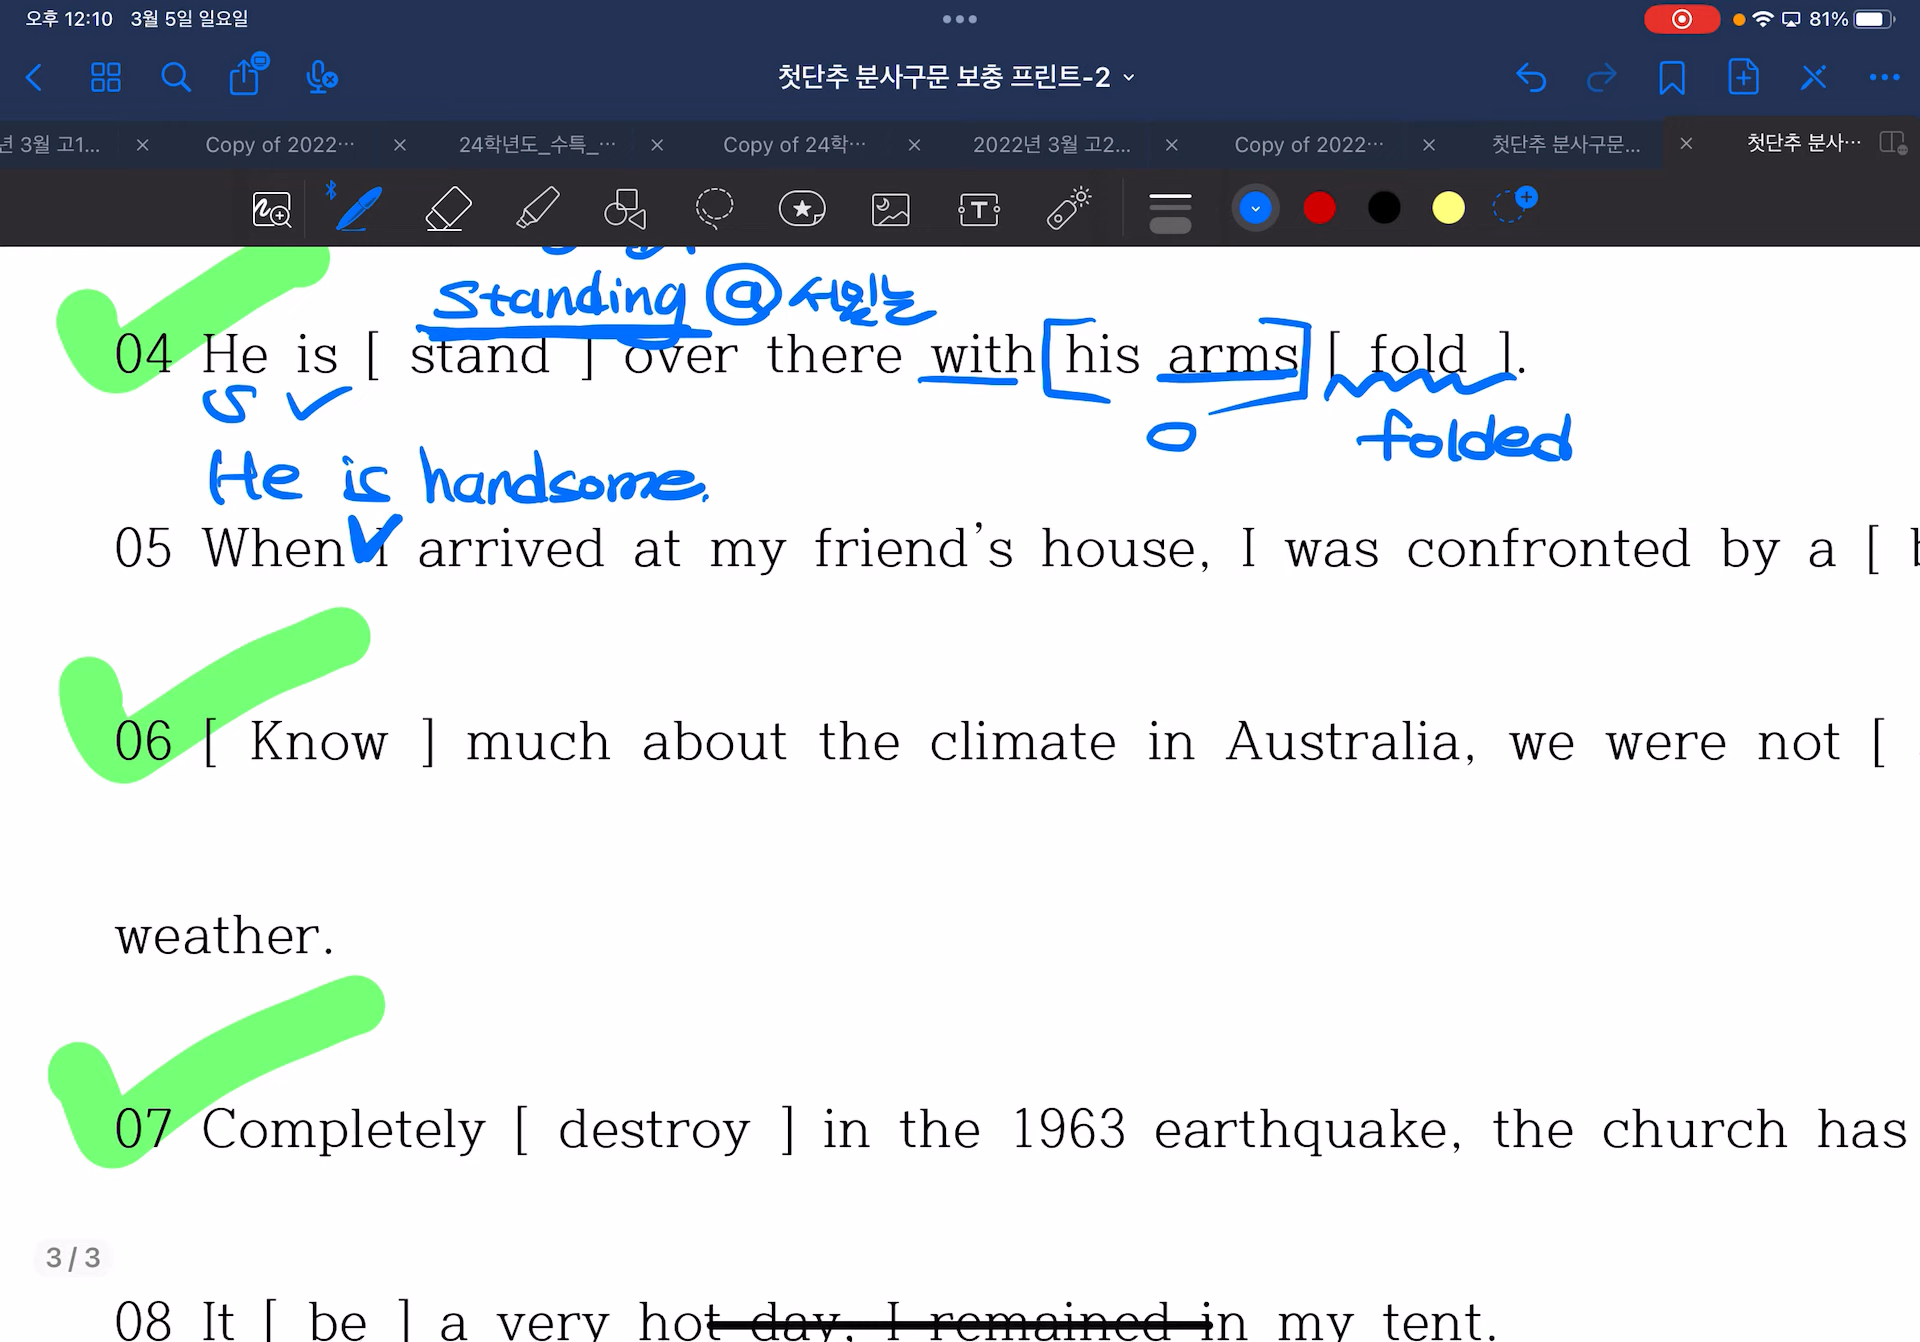 오후 12:10 3월 5일 일요일
81%
첫단추 분사구문 보충 프린트-2
년 3월 고1...
Copy of 2022...
24학년도_수특_...
Copy of 24학...
2022년 3월 고2...
Copy of 2022...
첫단추 분사구문...
첫단추 분사...
standing ⓐ 서있는
04 He is [ stand ] over there with [his arms] [ fold ].
S V
O
folded
He is handsome.
05 When I arrived at my friend's house, I was confronted by a [
06 [ Know ] much about the climate in Australia, we were not [
weather.
07 Completely [ destroy ] in the 1963 earthquake, the church has
3 / 3
08 It [ be ] a very hot day, I remained in my tent.